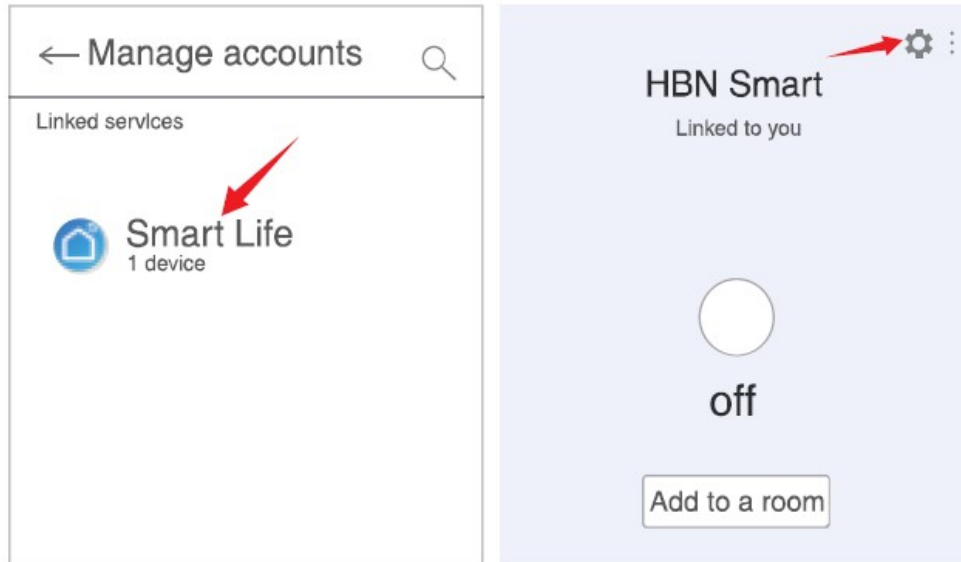 Manage accounts
Linked servIces
Smart Life
1 device
HBN Smart
Linked to you
off
Add to a room